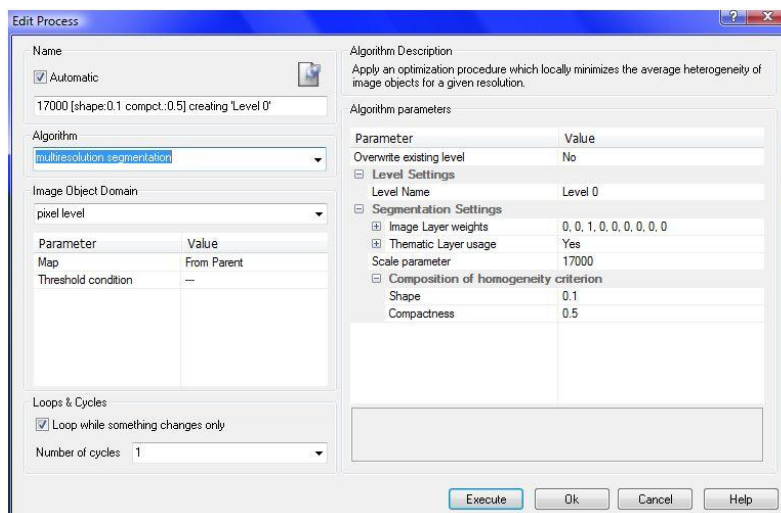 Edit Process
Name
Automatic
17000 [shape:0.1 compct.:0.5] creating 'Level 0'
Algorithm
multiresolution segmentation
Image Object Domain
pixel level
Parameter Value
Map From Parent
Threshold condition ---
Loops & Cycles
Loop while something changes only
Number of cycles 1
Algorithm Description
Apply an optimization procedure which locally minimizes the average heterogeneity of
image objects for a given resolution.
Algorithm parameters
Parameter Value
Overwrite existing level No
Level Settings
Level Name Level 0
Segmentation Settings
Image Layer weights 0, 0, 1, 0, 0, 0, 0, 0, 0
Thematic Layer usage Yes
Scale parameter 17000
Composition of homogeneity criterion
Shape 0.1
Compactness 0.5
Execute Ok Cancel Help